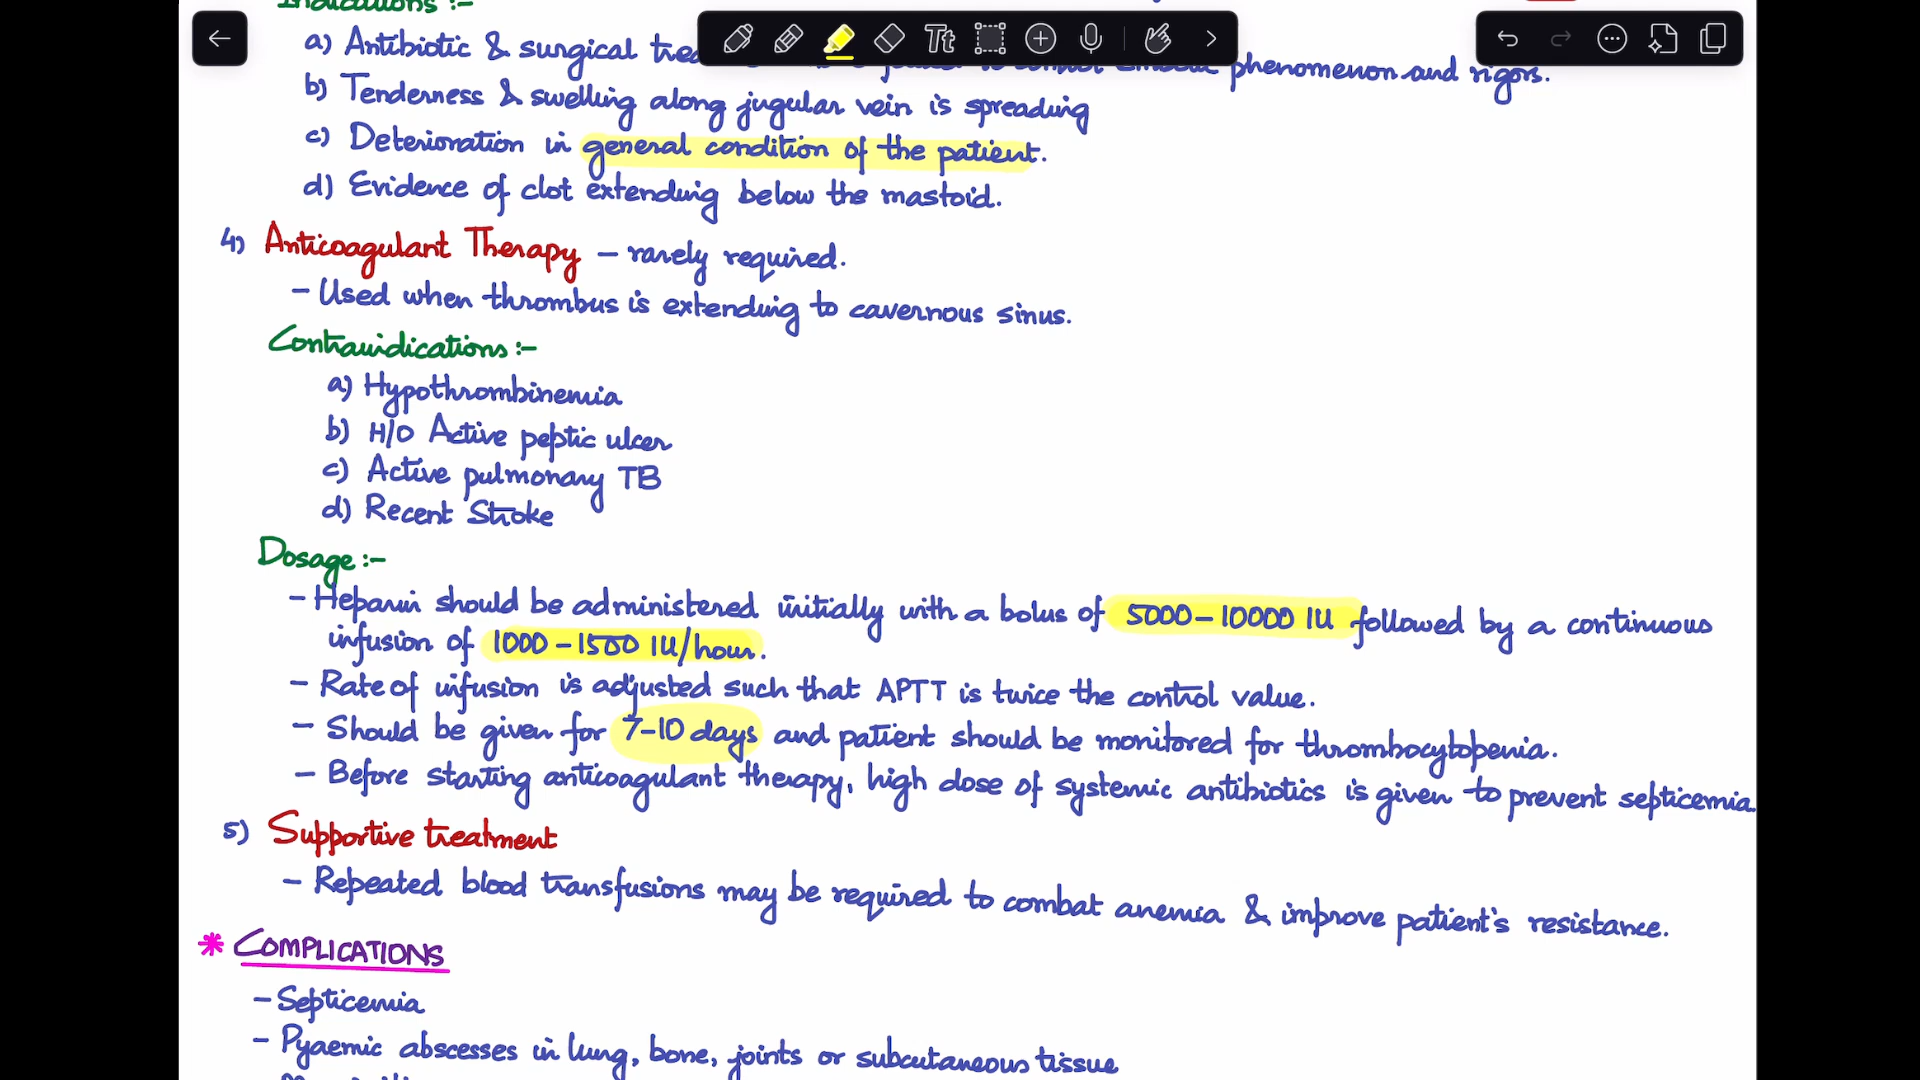 Indications :-
a) Antibiotic & surgical phenomenon and rigors.
b) Tenderness & swelling along jugular vein is spreading
c) Deterioration in general condition of the patient.
d) Evidence of clot extending below the mastoid.
4) Anticoagulant Therapy – rarely required.
– Used when thrombus is extending to cavernous sinus.
Contraindications :-
a) Hypothrombinemia
b) H/O Active peptic ulcer
c) Active pulmonary TB
d) Recent Stroke
Dosage :-
– Heparin should be administered initially with a bolus of 5000–10000 IU followed by a continuous
infusion of 1000–1500 IU/hour.
– Rate of infusion is adjusted such that APTT is twice the control value.
– Should be given for 7–10 days and patient should be monitored for thrombocytopenia.
– Before starting anticoagulant therapy, high dose of systemic antibiotics is given to prevent septicemia.
5) Supportive treatment
– Repeated blood transfusions may be required to combat anemia & improve patient's resistance.
* COMPLICATIONS
– Septicemia
– Pyaemic abscesses in lung, bone, joints or subcutaneous tissue